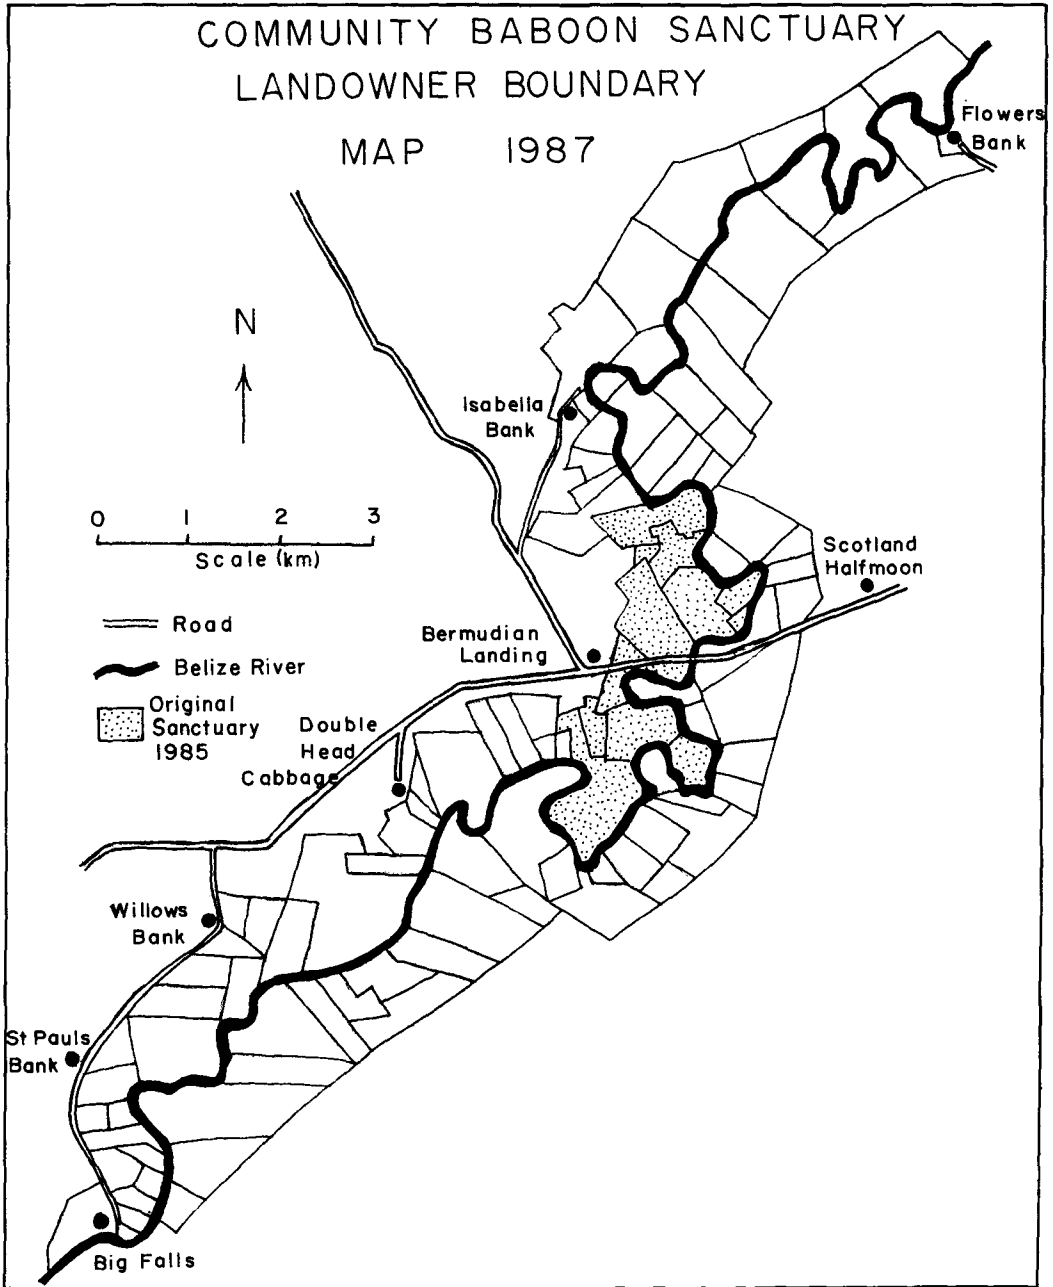 COMMUNITY BABOON SANCTUARY
LANDOWNER BOUNDARY
MAP 1987
Flowers
Bank
N
Isabella
Bank
0 1 2 3
Scale (km)
Scotland
Halfmoon
Road
Bermudian
Landing
Belize River
Original
Sanctuary
1985
Double
Head
Cabbage
Willows
Bank
St Pauls
Bank
Big Falls